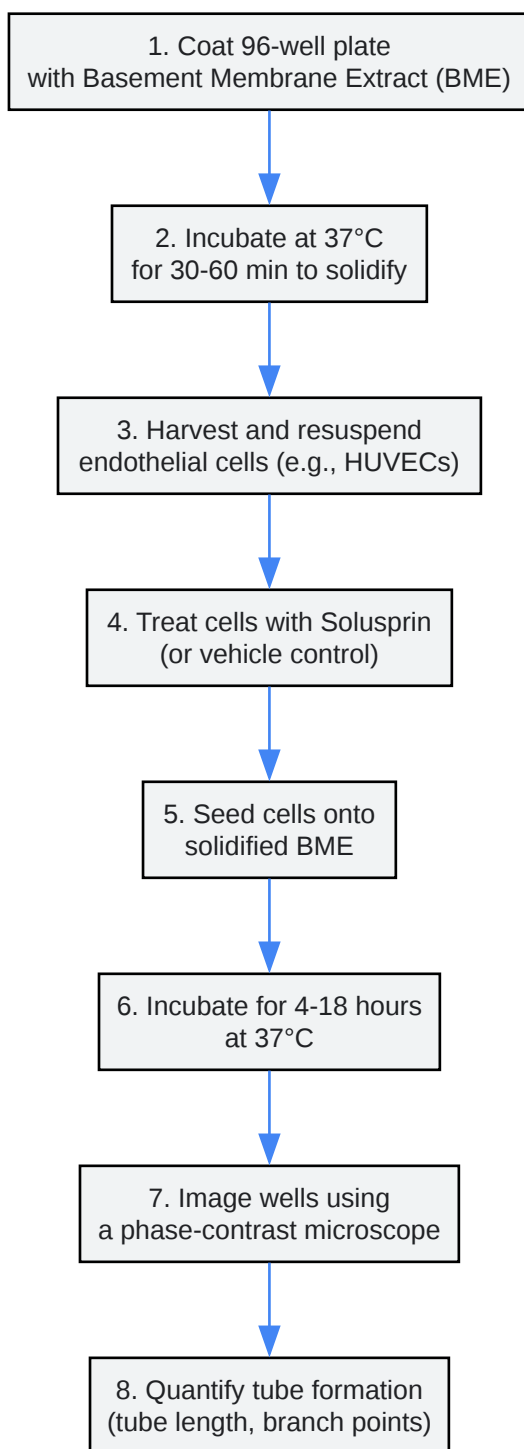 1. Coat 96-well plate
with Basement Membrane Extract (BME)
2. Incubate at 37°C
for 30-60 min to solidify
3. Harvest and resuspend
endothelial cells (e.g., HUVECs)
4. Treat cells with Solusprin
(or vehicle control)
5. Seed cells onto
solidified BME
6. Incubate for 4-18 hours
at 37°C
7. Image wells using
a phase-contrast microscope
8. Quantify tube formation
(tube length, branch points)